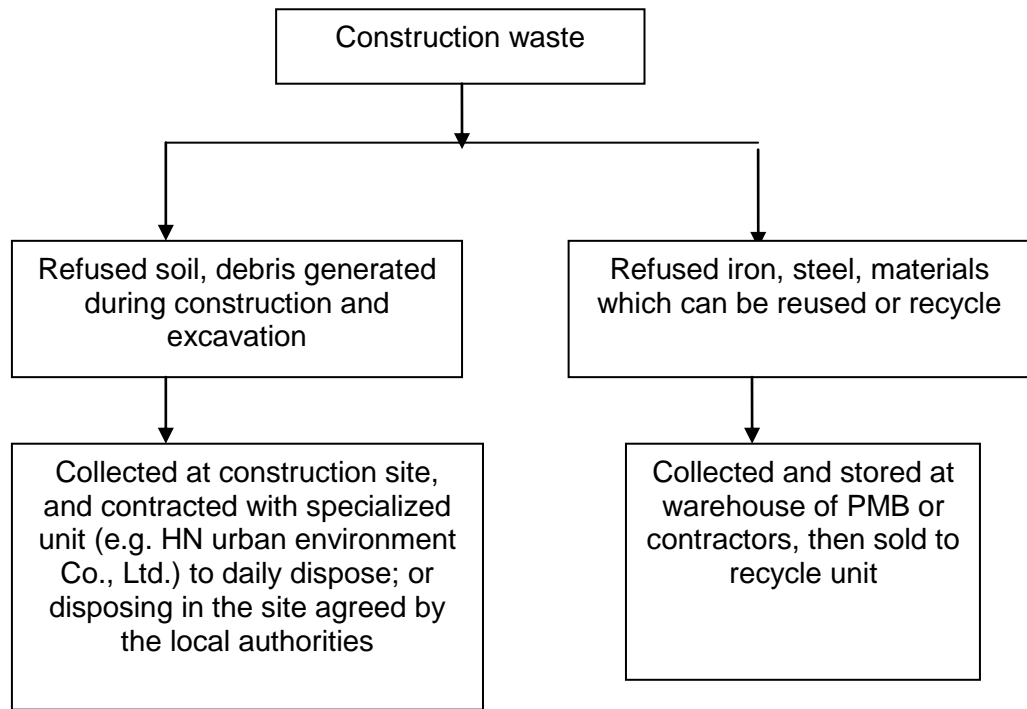 Construction waste
Refused soil, debris generated
during construction and
excavation
Refused iron, steel, materials
which can be reused or recycle
Collected at construction site,
and contracted with specialized
unit (e.g. HN urban environment
Co., Ltd.) to daily dispose; or
disposing in the site agreed by
the local authorities
Collected and stored at
warehouse of PMB or
contractors, then sold to
recycle unit